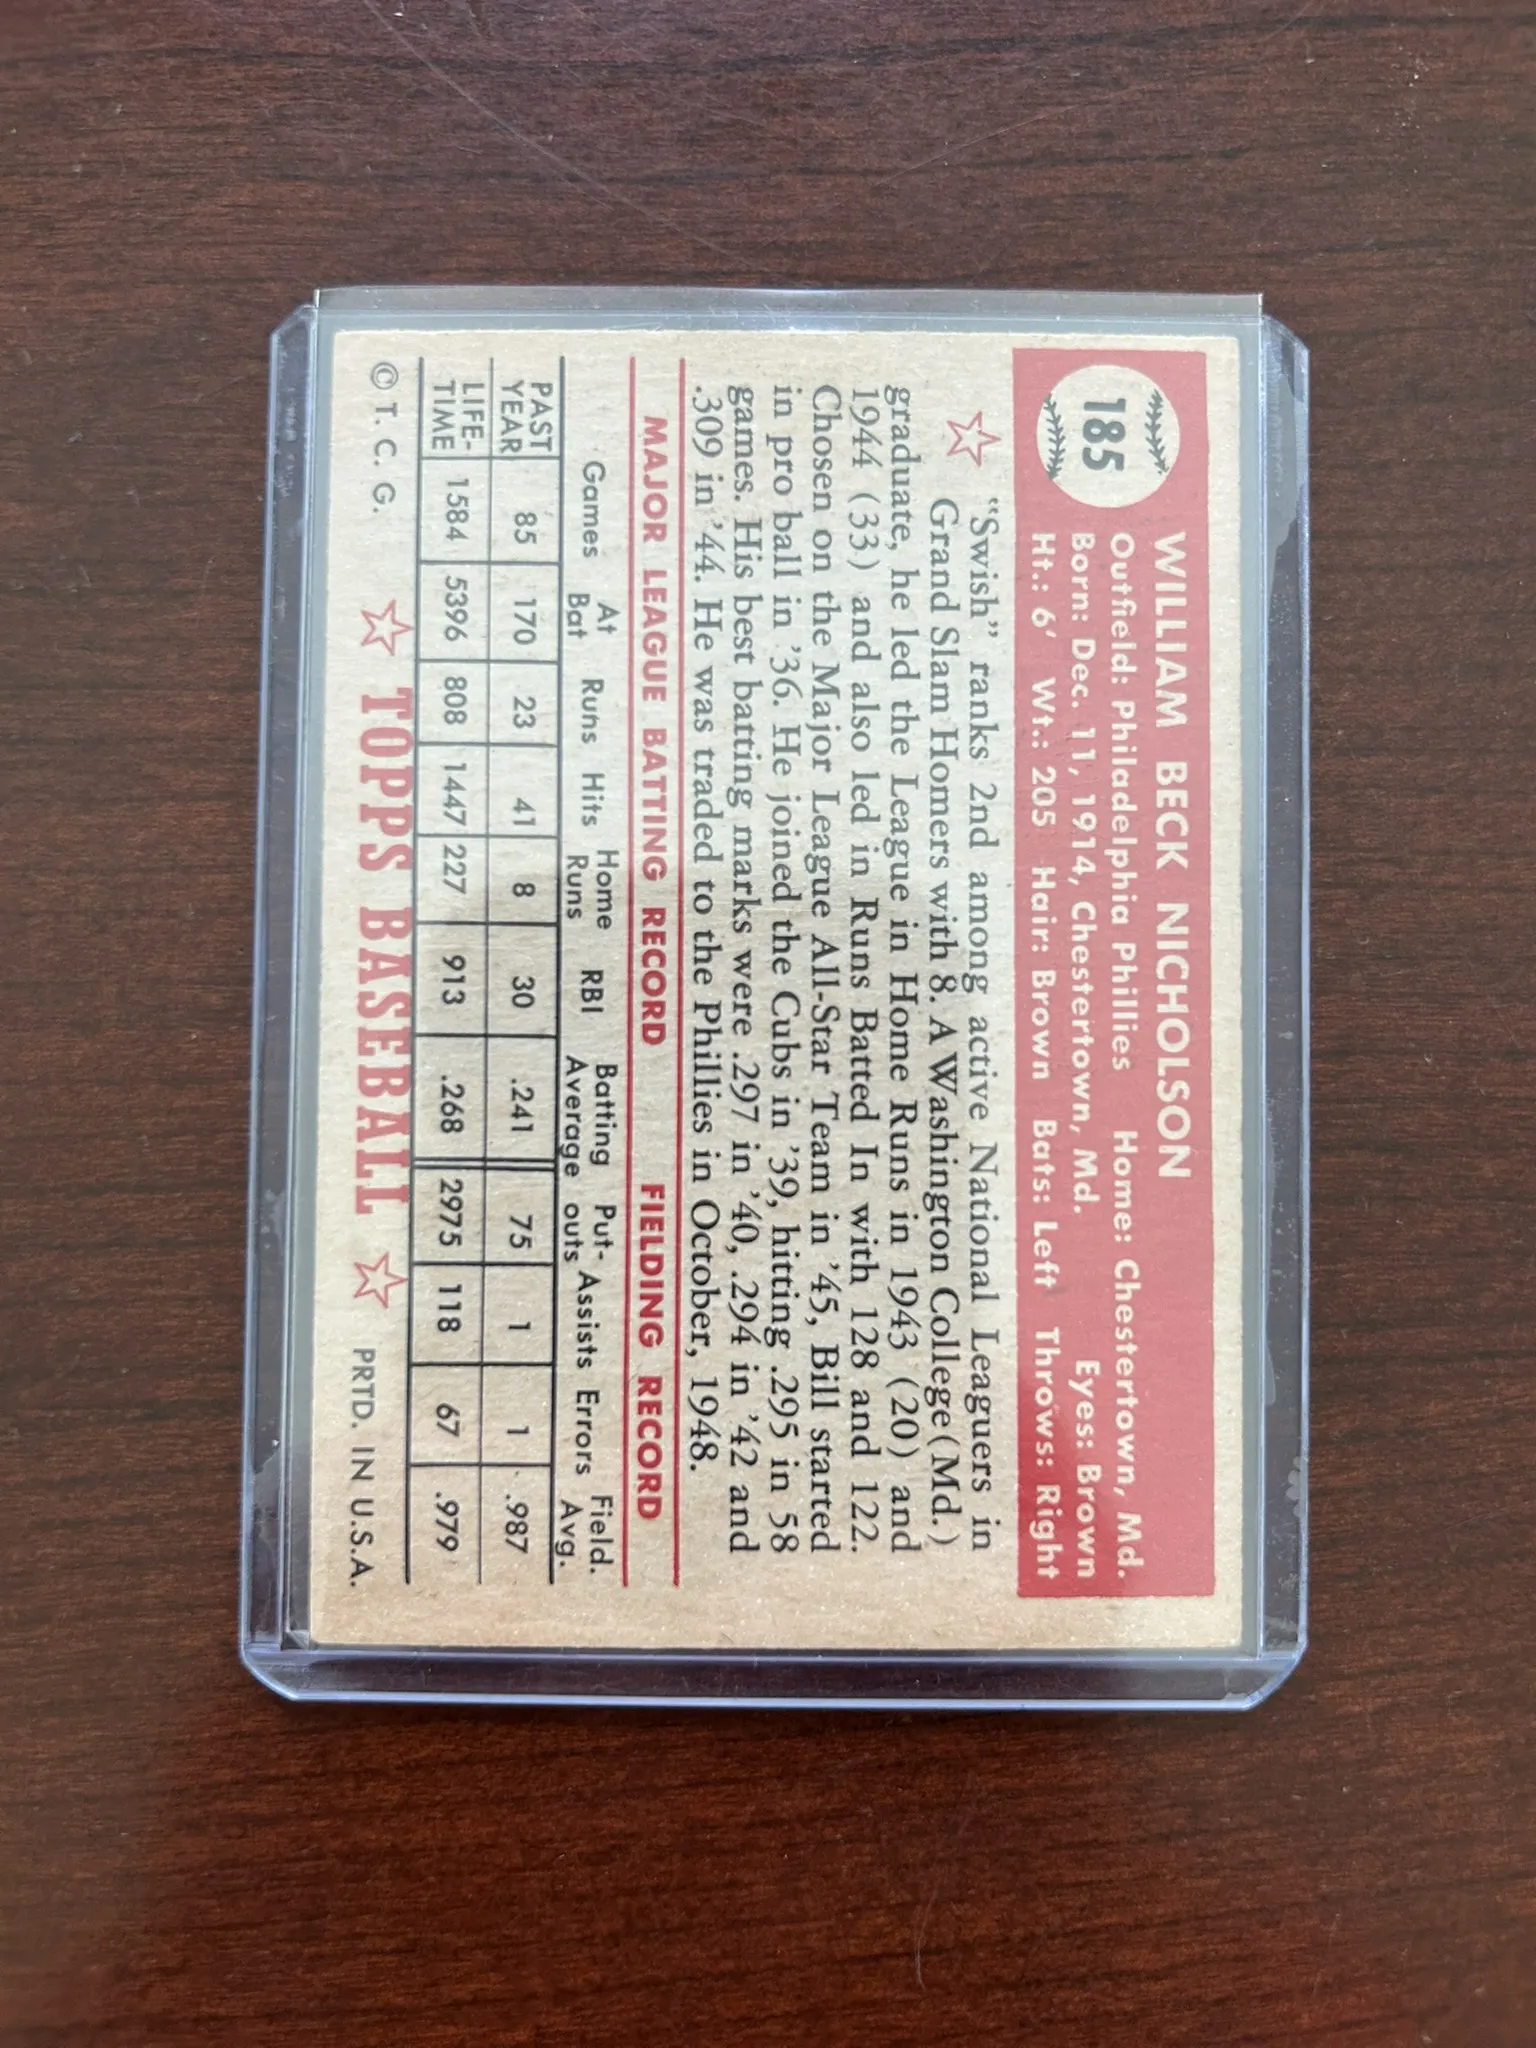 185
WILLIAM BECK NICHOLSON
Outfield: Philadelphia Phillies Home: Chestertown, Md.
Born: Dec. 11, 1914, Chestertown, Md. Eyes: Brown
Ht.: 6' Wt.: 205 Hair: Brown Bats: Left Throws: Right
"Swish" ranks 2nd among active National Leaguers in
Grand Slam Homers with 8. A Washington College (Md.)
graduate, he led the League in Home Runs in 1943 (20) and
1944 (33) and also led in Runs Batted In with 128 and 122.
Chosen on the Major League All-Star Team in '45, Bill started
in pro ball in '36. He joined the Cubs in '39, hitting .295 in 58
games. His best batting marks were .297 in '40, .294 in '42 and
.309 in '44. He was traded to the Phillies in October, 1948.
MAJOR LEAGUE BATTING RECORD FIELDING RECORD
Games At Bat Runs Hits Home Runs RBI Batting Average Put-outs Assists Errors Field. Avg.
PAST YEAR 85 170 23 41 8 30 .241 75 1 1 .987
LIFE-TIME 1584 5396 808 1447 227 913 .268 2975 118 67 .979
© T. C. G. TOPPS BASEBALL PRTD. IN U.S.A.